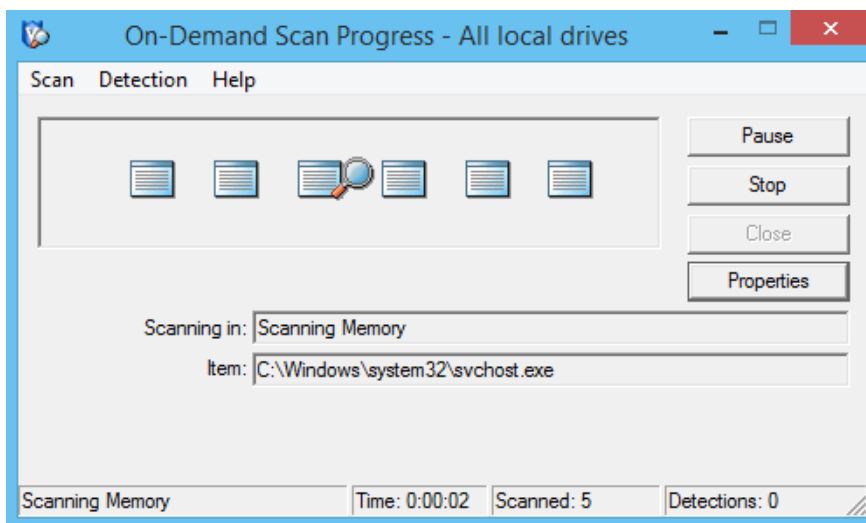 On-Demand Scan Progress - All local drives
Scan Detection Help
Pause
Stop
Close
Properties
Scanning in: Scanning Memory
Item: C:\Windows\system32\svchost.exe
Scanning Memory Time: 0:00:02 Scanned: 5 Detections: 0